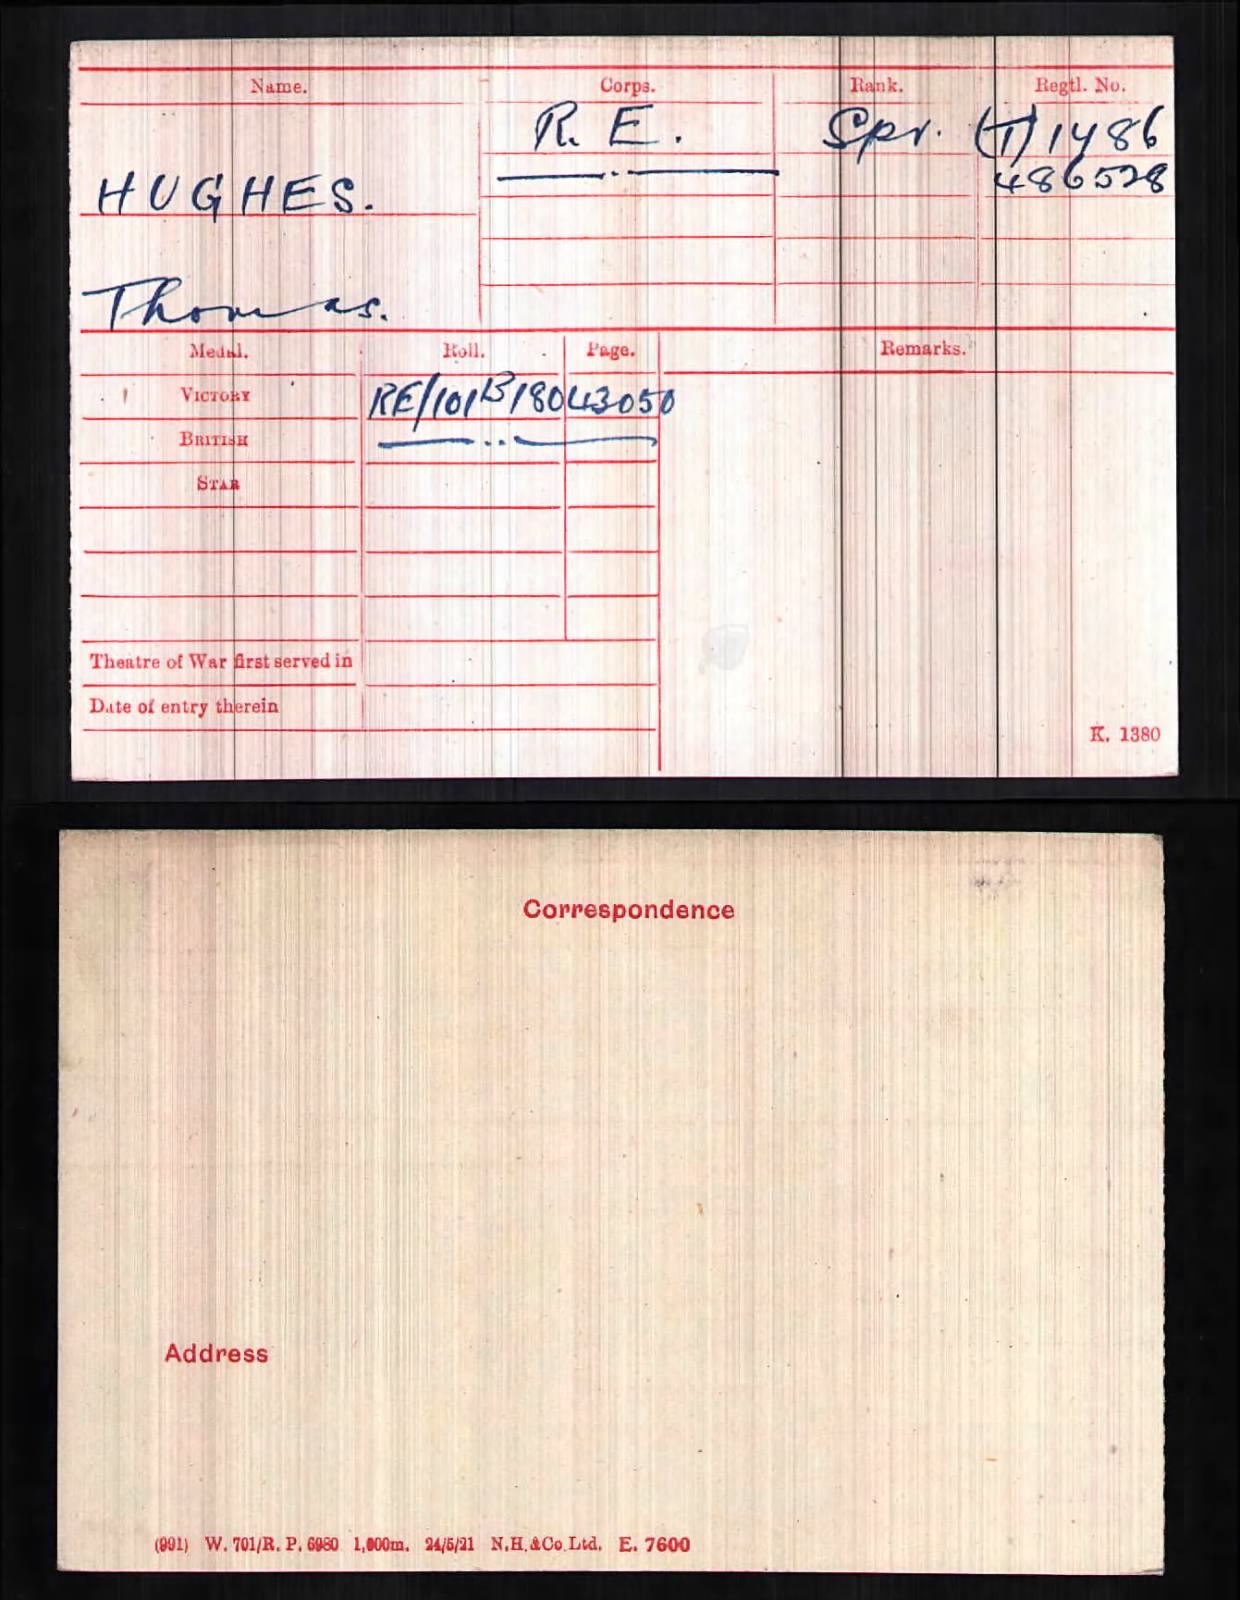 Name. Corps. Rank. Regtl. No.
R. E. Spr. (T) 1486
486528
HUGHES.
Thomas.
Medal. Roll. Page. Remarks.
VICTORY RE/101B180 43050
BRITISH — " —
STAR
Theatre of War first served in
Date of entry therein
K. 1380
Correspondence
Address
(991) W. 701/R. P. 6980 1,000m. 24/5/21 N.H.&Co.Ltd. E. 7600